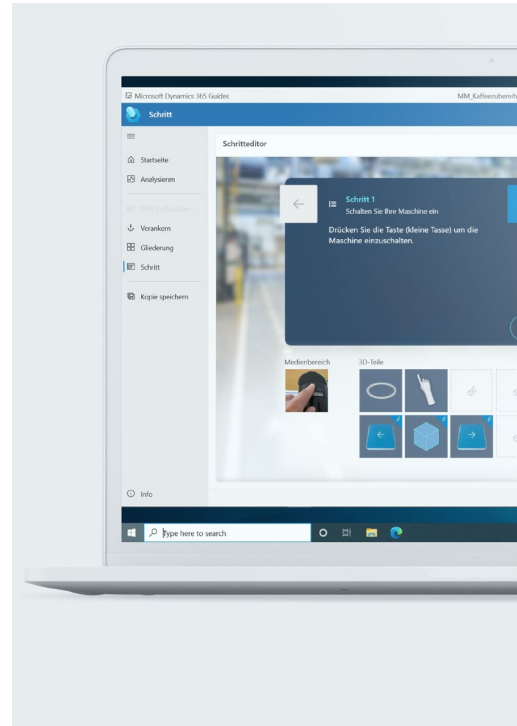 Microsoft Dynamics 365 Guides
MM_Kaffeezubereit
Schritt
Schritteditor
Startseite
Analysieren
Verankern
Gliederung
Schritt
Kopie speichern
Schritt 1
Schalten Sie Ihre Maschine ein
Drücken Sie die Taste (kleine Tasse) um die
Maschine einzuschalten.
Medienbereich
3D-Teile
Info
Type here to search